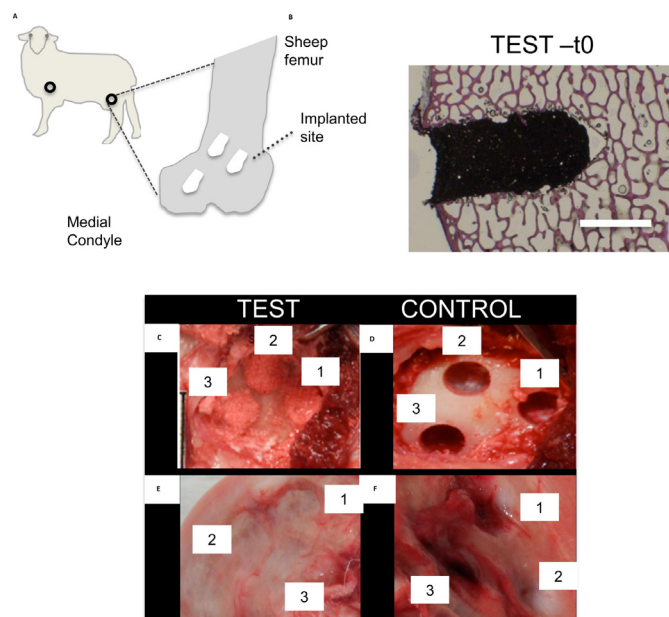 A
B
Sheep
femur
Implanted
site
Medial
Condyle
TEST –t0
TEST
CONTROL
C
2
1
3
D
2
1
3
E
1
2
3
F
1
2
3